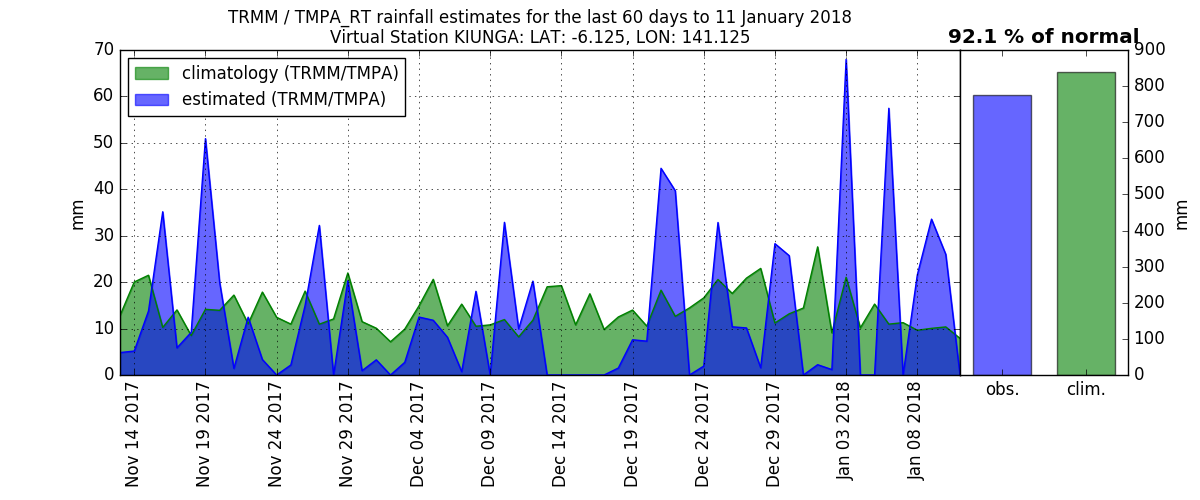 TRMM / TMPA_RT rainfall estimates for the last 60 days to 11 January 2018
Virtual Station KIUNGA: LAT: -6.125, LON: 141.125
92.1 % of normal
climatology (TRMM/TMPA)
estimated (TRMM/TMPA)
mm
70
60
50
40
30
20
10
0
Nov 14 2017
Nov 19 2017
Nov 24 2017
Nov 29 2017
Dec 04 2017
Dec 09 2017
Dec 14 2017
Dec 19 2017
Dec 24 2017
Dec 29 2017
Jan 03 2018
Jan 08 2018
obs.
clim.
900
800
700
600
500
400
300
200
100
0
mm